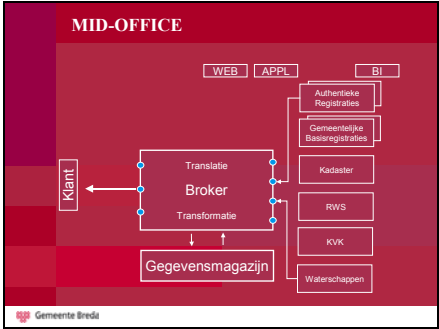 MID-OFFICE
WEB
APPL
BI
Authentieke
Registraties
Gemeentelijke
Basisregistraties
Klant
Translatie
Broker
Transformatie
Kadaster
RWS
KVK
Gegevensmagazijn
Waterschappen
Gemeente Breda